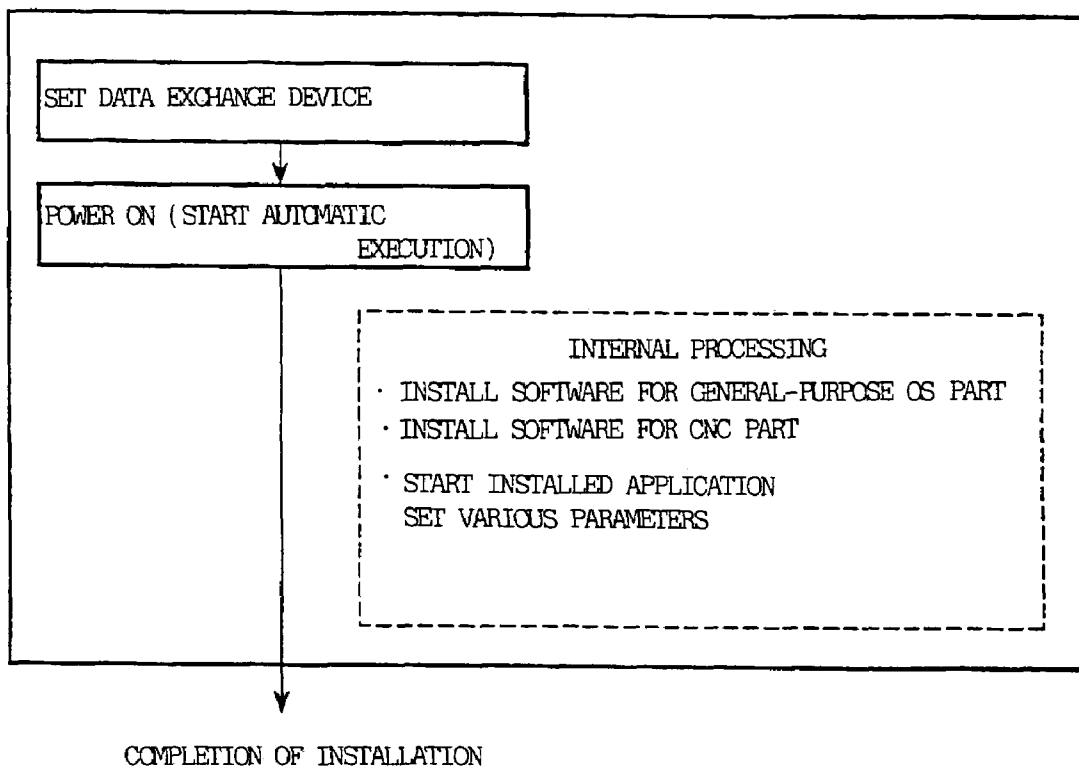 SET DATA EXCHANGE DEVICE
POWER ON (START AUTOMATIC
EXECUTION)
INTERNAL PROCESSING
· INSTALL SOFTWARE FOR GENERAL-PURPOSE OS PART
· INSTALL SOFTWARE FOR CNC PART
· START INSTALLED APPLICATION
SET VARIOUS PARAMETERS
COMPLETION OF INSTALLATION